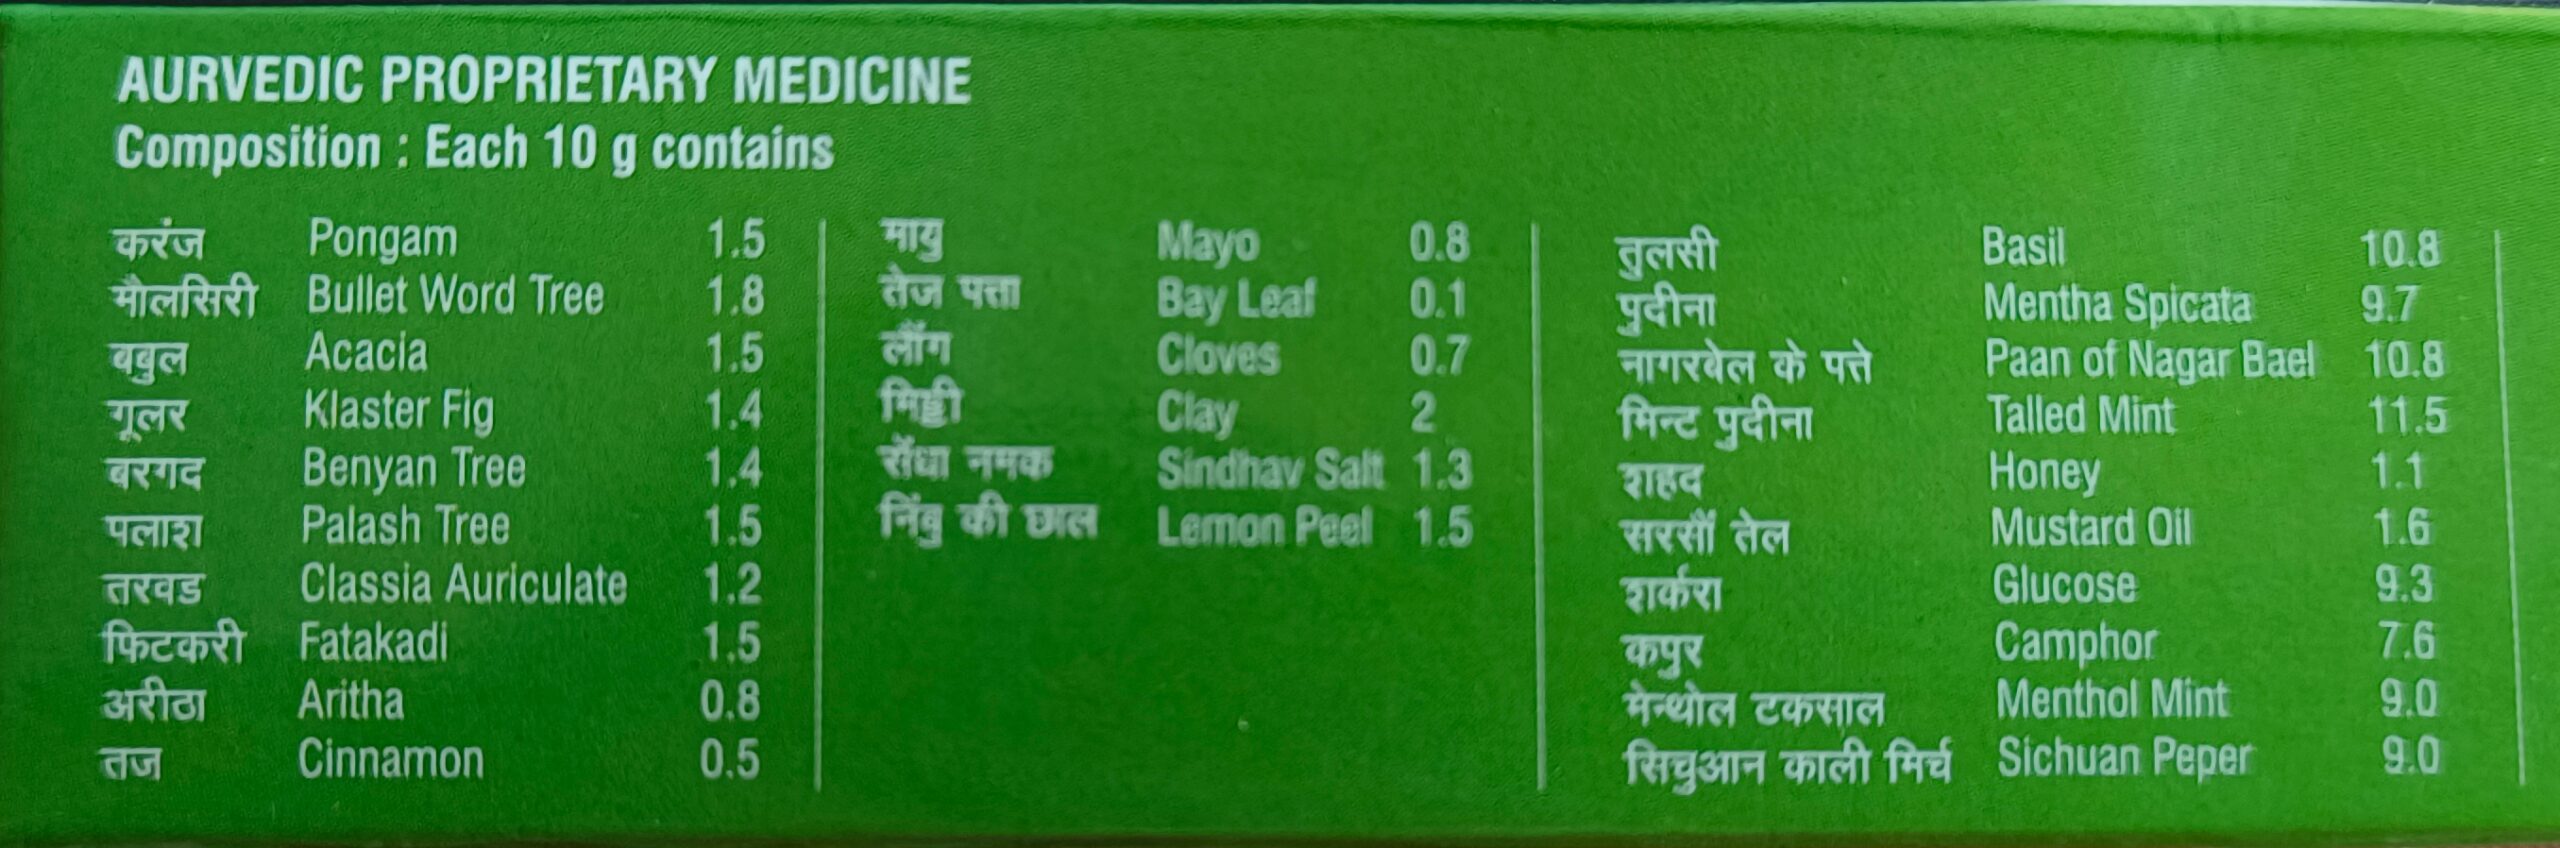 AURVEDIC PROPRIETARY MEDICINE
Composition : Each 10 g contains
करंज Pongam 1.5
मौलसिरी Bullet Word Tree 1.8
बबुल Acacia 1.5
गूलर Klaster Fig 1.4
बरगद Benyan Tree 1.4
पलाश Palash Tree 1.5
तरवड Classia Auriculate 1.2
फिटकरी Fatakadi 1.5
अरीठा Aritha 0.8
तज Cinnamon 0.5
मायु Mayo 0.8
तेज पत्ता Bay Leaf 0.1
लौंग Cloves 0.7
मिट्टी Clay 2
सेंधा नमक Sindhav Salt 1.3
निंबु की छाल Lemon Peel 1.5
तुलसी Basil 10.8
पुदीना Mentha Spicata 9.7
नागरबेल के पत्ते Paan of Nagar Bael 10.8
मिन्ट पुदीना Talled Mint 11.5
शहद Honey 1.1
सरसौं तेल Mustard Oil 1.6
शर्करा Glucose 9.3
कपुर Camphor 7.6
मेन्थोल टकसाल Menthol Mint 9.0
सिचुआन काली मिर्च Sichuan Peper 9.0